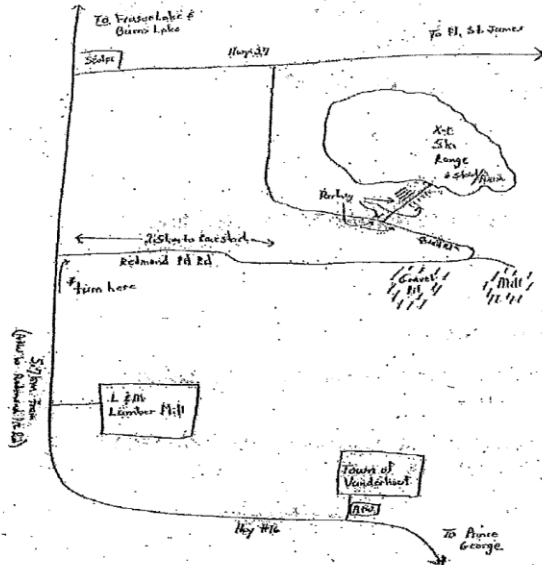 To Fraser Lake &
Burns Lake
Hwy 27
To Ft. St. James
X-C
Ski
Range
Parking
Redmond Pit Rd
turn here
Gravel
Pit
Mill
L & M
Lumber Mill
Town of
Vanderhoof
Hwy #16
To Prince
George